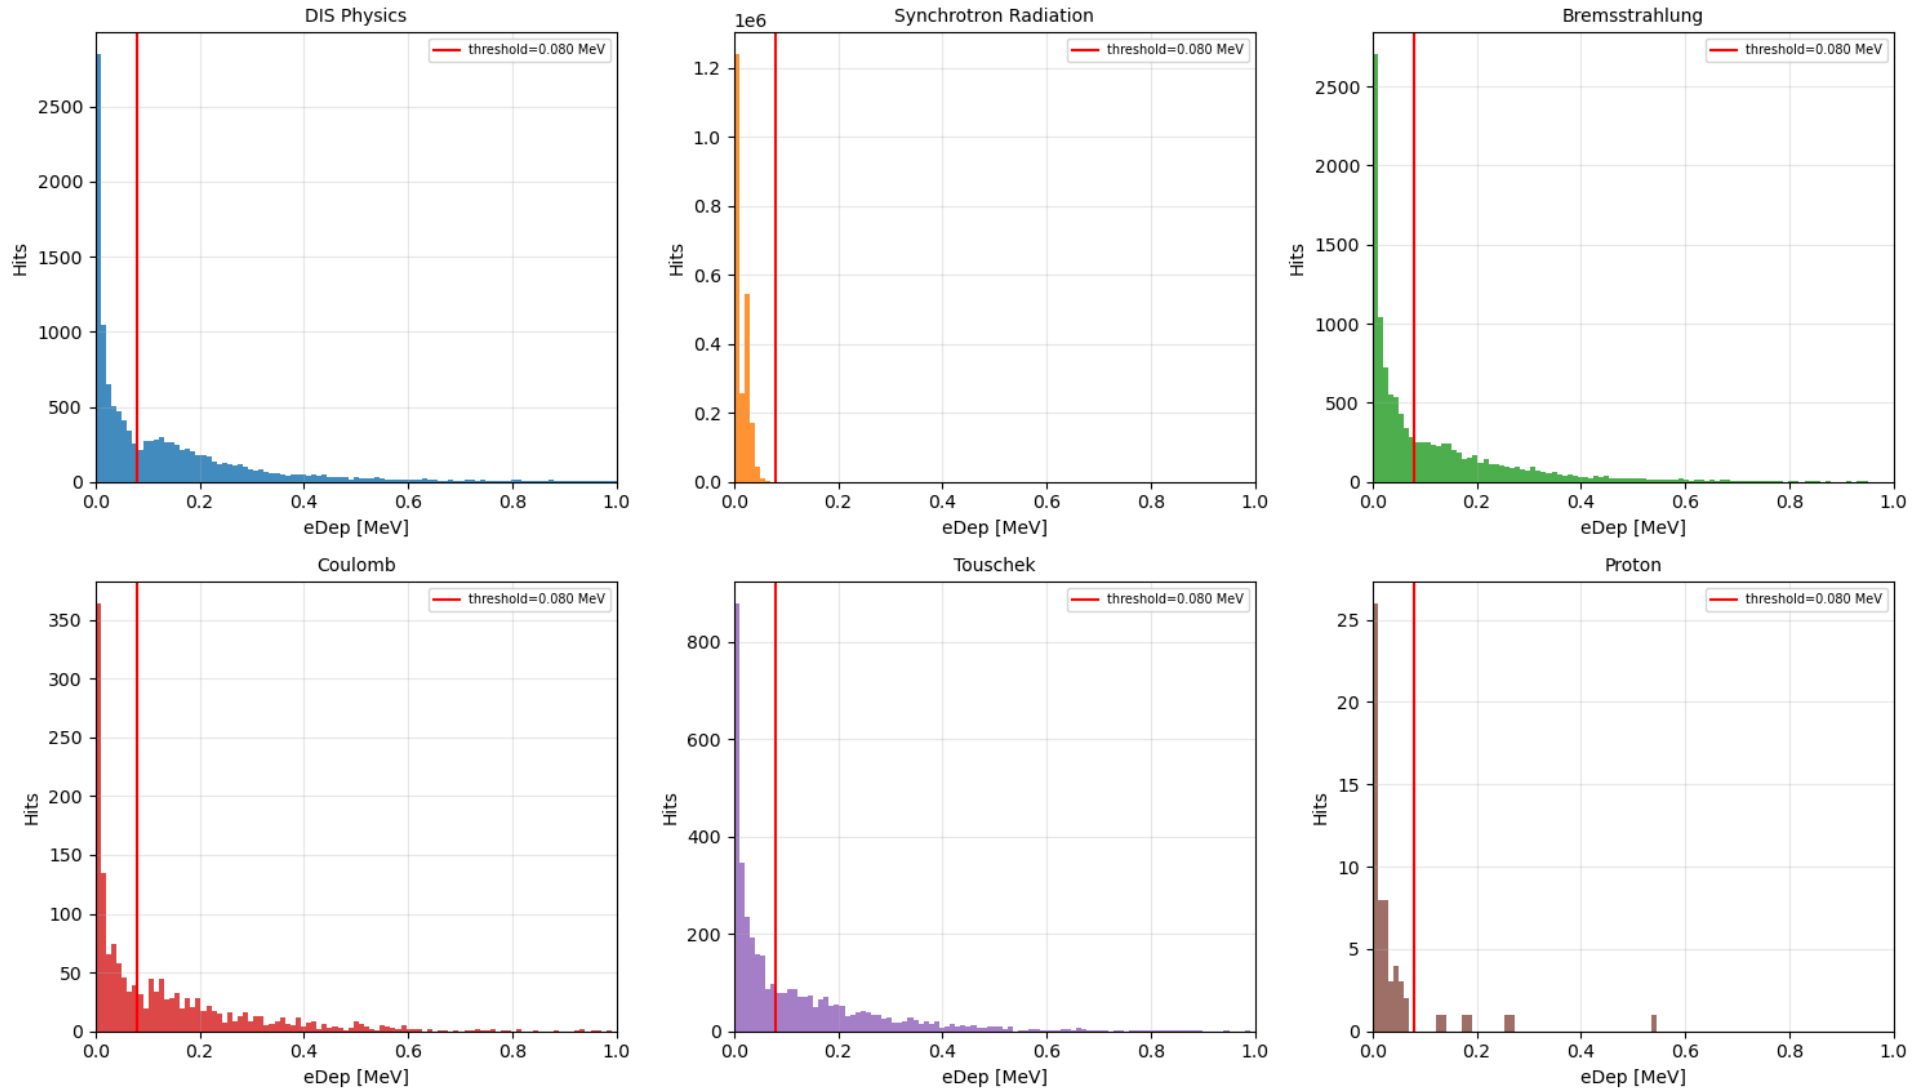 DIS Physics
threshold=0.080 MeV
2500
2000
1500
1000
500
0
Hits
0.0 0.2 0.4 0.6 0.8 1.0
eDep [MeV]
Synchrotron Radiation
1e6
threshold=0.080 MeV
1.2
1.0
0.8
0.6
0.4
0.2
0.0
Hits
0.0 0.2 0.4 0.6 0.8 1.0
eDep [MeV]
Bremsstrahlung
threshold=0.080 MeV
2500
2000
1500
1000
500
0
Hits
0.0 0.2 0.4 0.6 0.8 1.0
eDep [MeV]
Coulomb
threshold=0.080 MeV
350
300
250
200
150
100
50
0
Hits
0.0 0.2 0.4 0.6 0.8 1.0
eDep [MeV]
Touschek
threshold=0.080 MeV
800
600
400
200
0
Hits
0.0 0.2 0.4 0.6 0.8 1.0
eDep [MeV]
Proton
threshold=0.080 MeV
25
20
15
10
5
0
Hits
0.0 0.2 0.4 0.6 0.8 1.0
eDep [MeV]